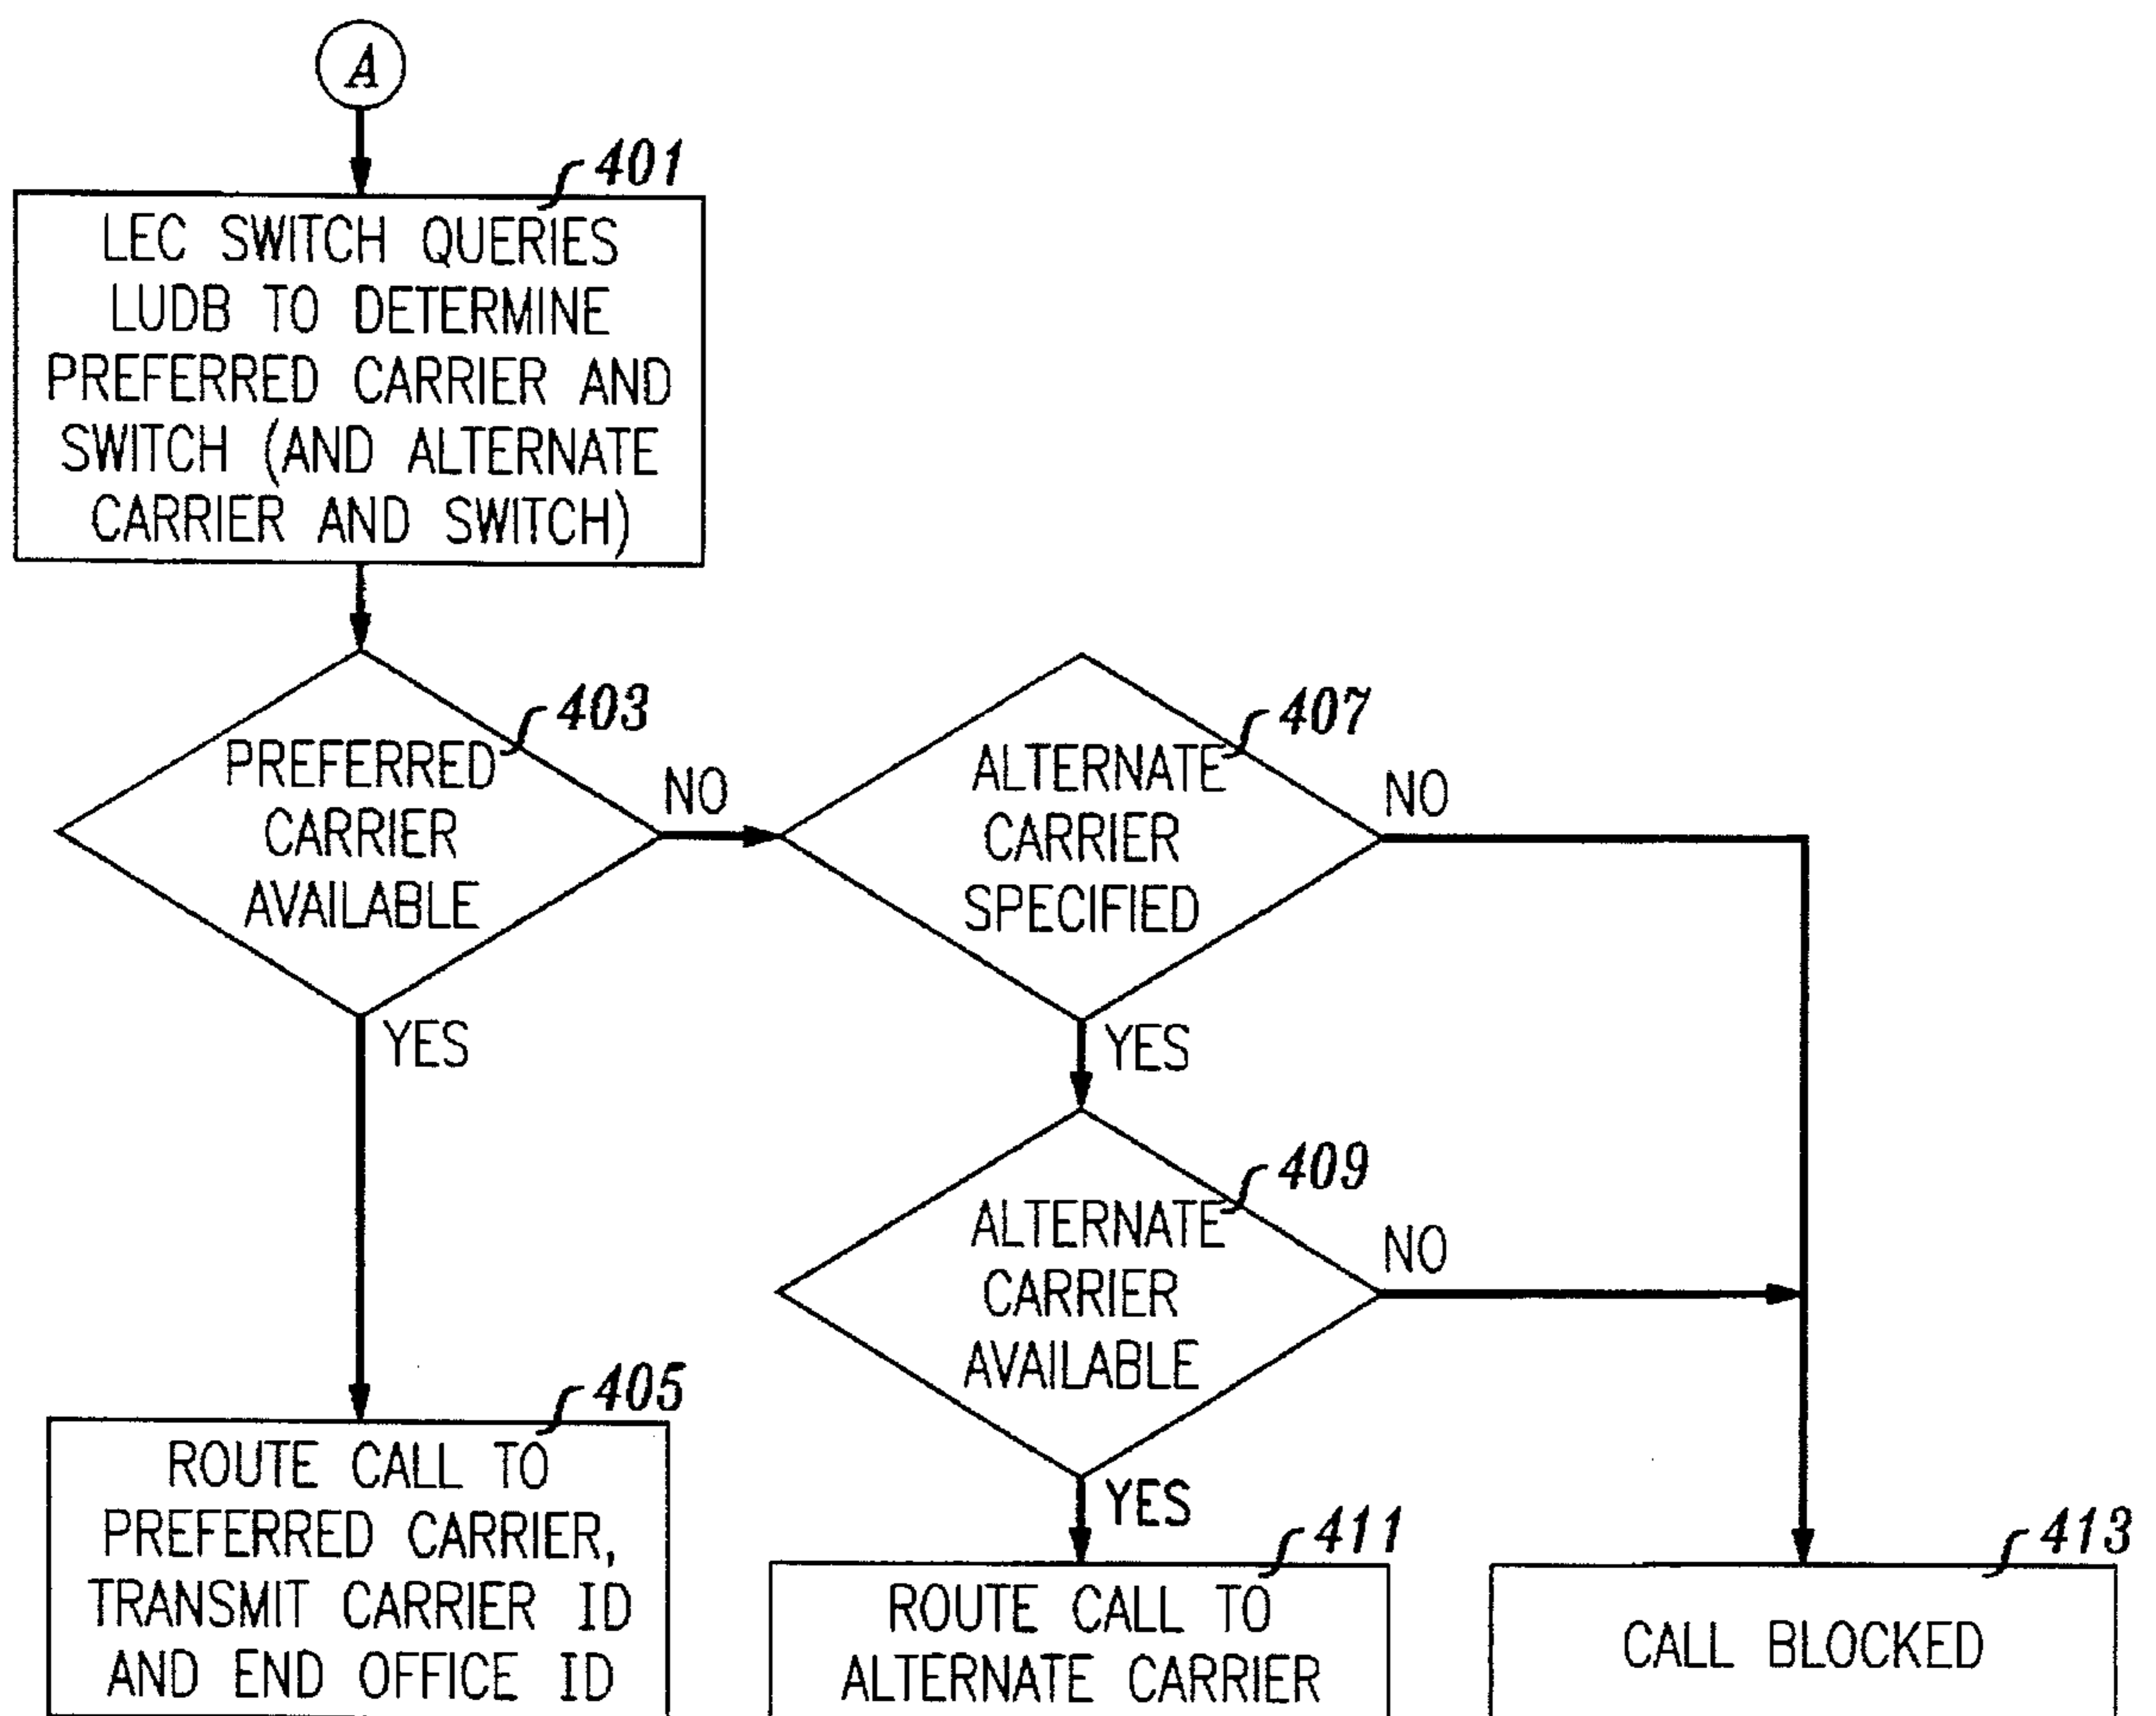 A
401
LEC SWITCH QUERIES
LUDB TO DETERMINE
PREFERRED CARRIER AND
SWITCH (AND ALTERNATE
CARRIER AND SWITCH)
403
PREFERRED
CARRIER
AVAILABLE
NO
YES
407
ALTERNATE
CARRIER
SPECIFIED
NO
YES
409
ALTERNATE
CARRIER
AVAILABLE
NO
YES
405
ROUTE CALL TO
PREFERRED CARRIER,
TRANSMIT CARRIER ID
AND END OFFICE ID
411
ROUTE CALL TO
ALTERNATE CARRIER
413
CALL BLOCKED